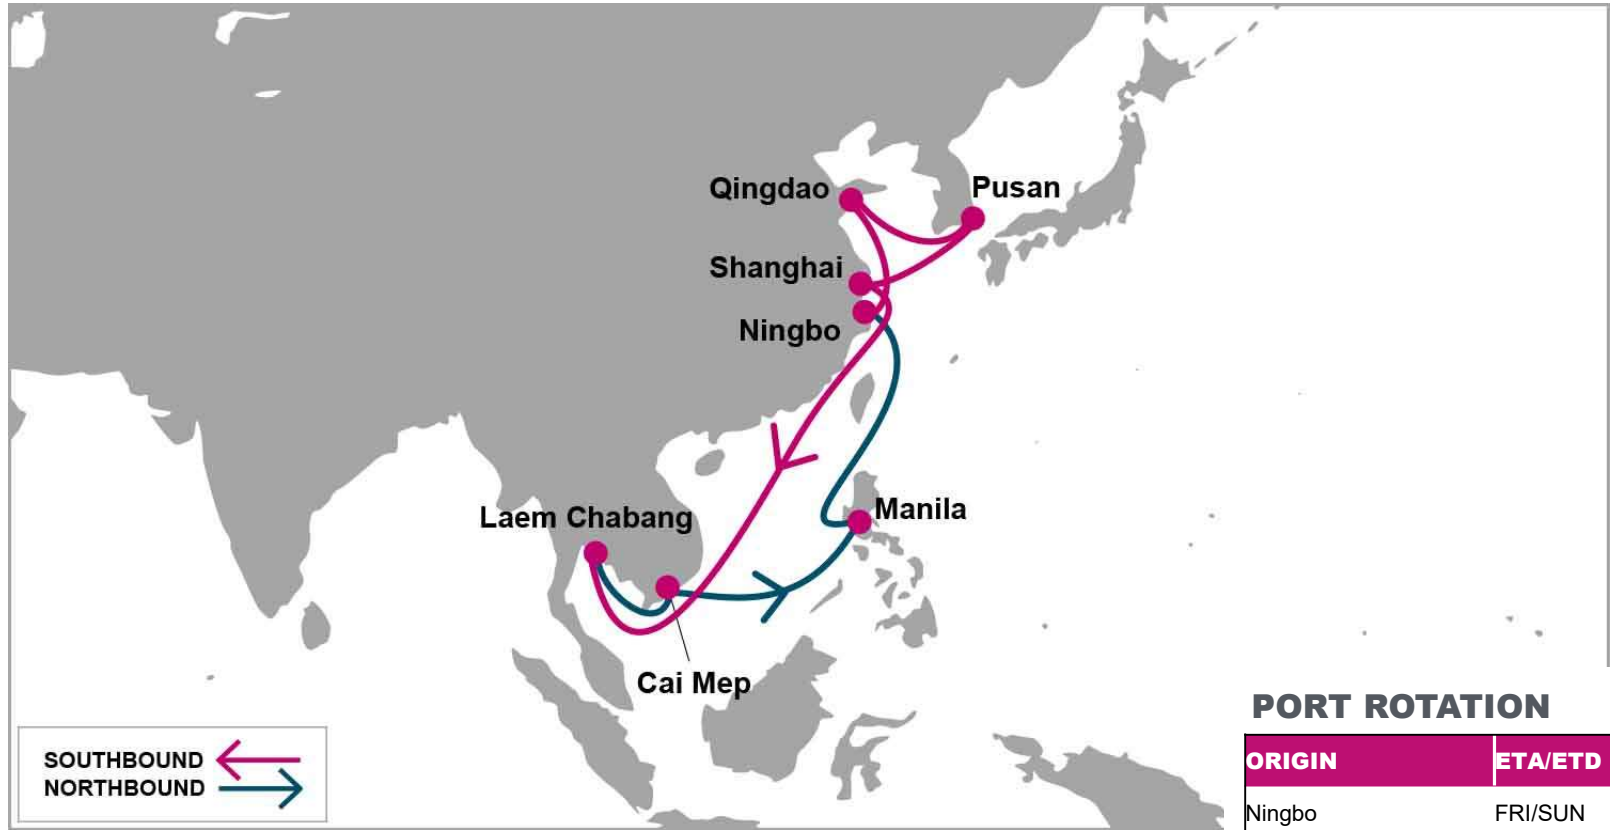 Qingdao
Pusan
Shanghai
Ningbo
Laem Chabang
Manila
Cai Mep
SOUTHBOUND
NORTHBOUND
PORT ROTATION
ORIGIN ETA/ETD
Ningbo FRI/SUN